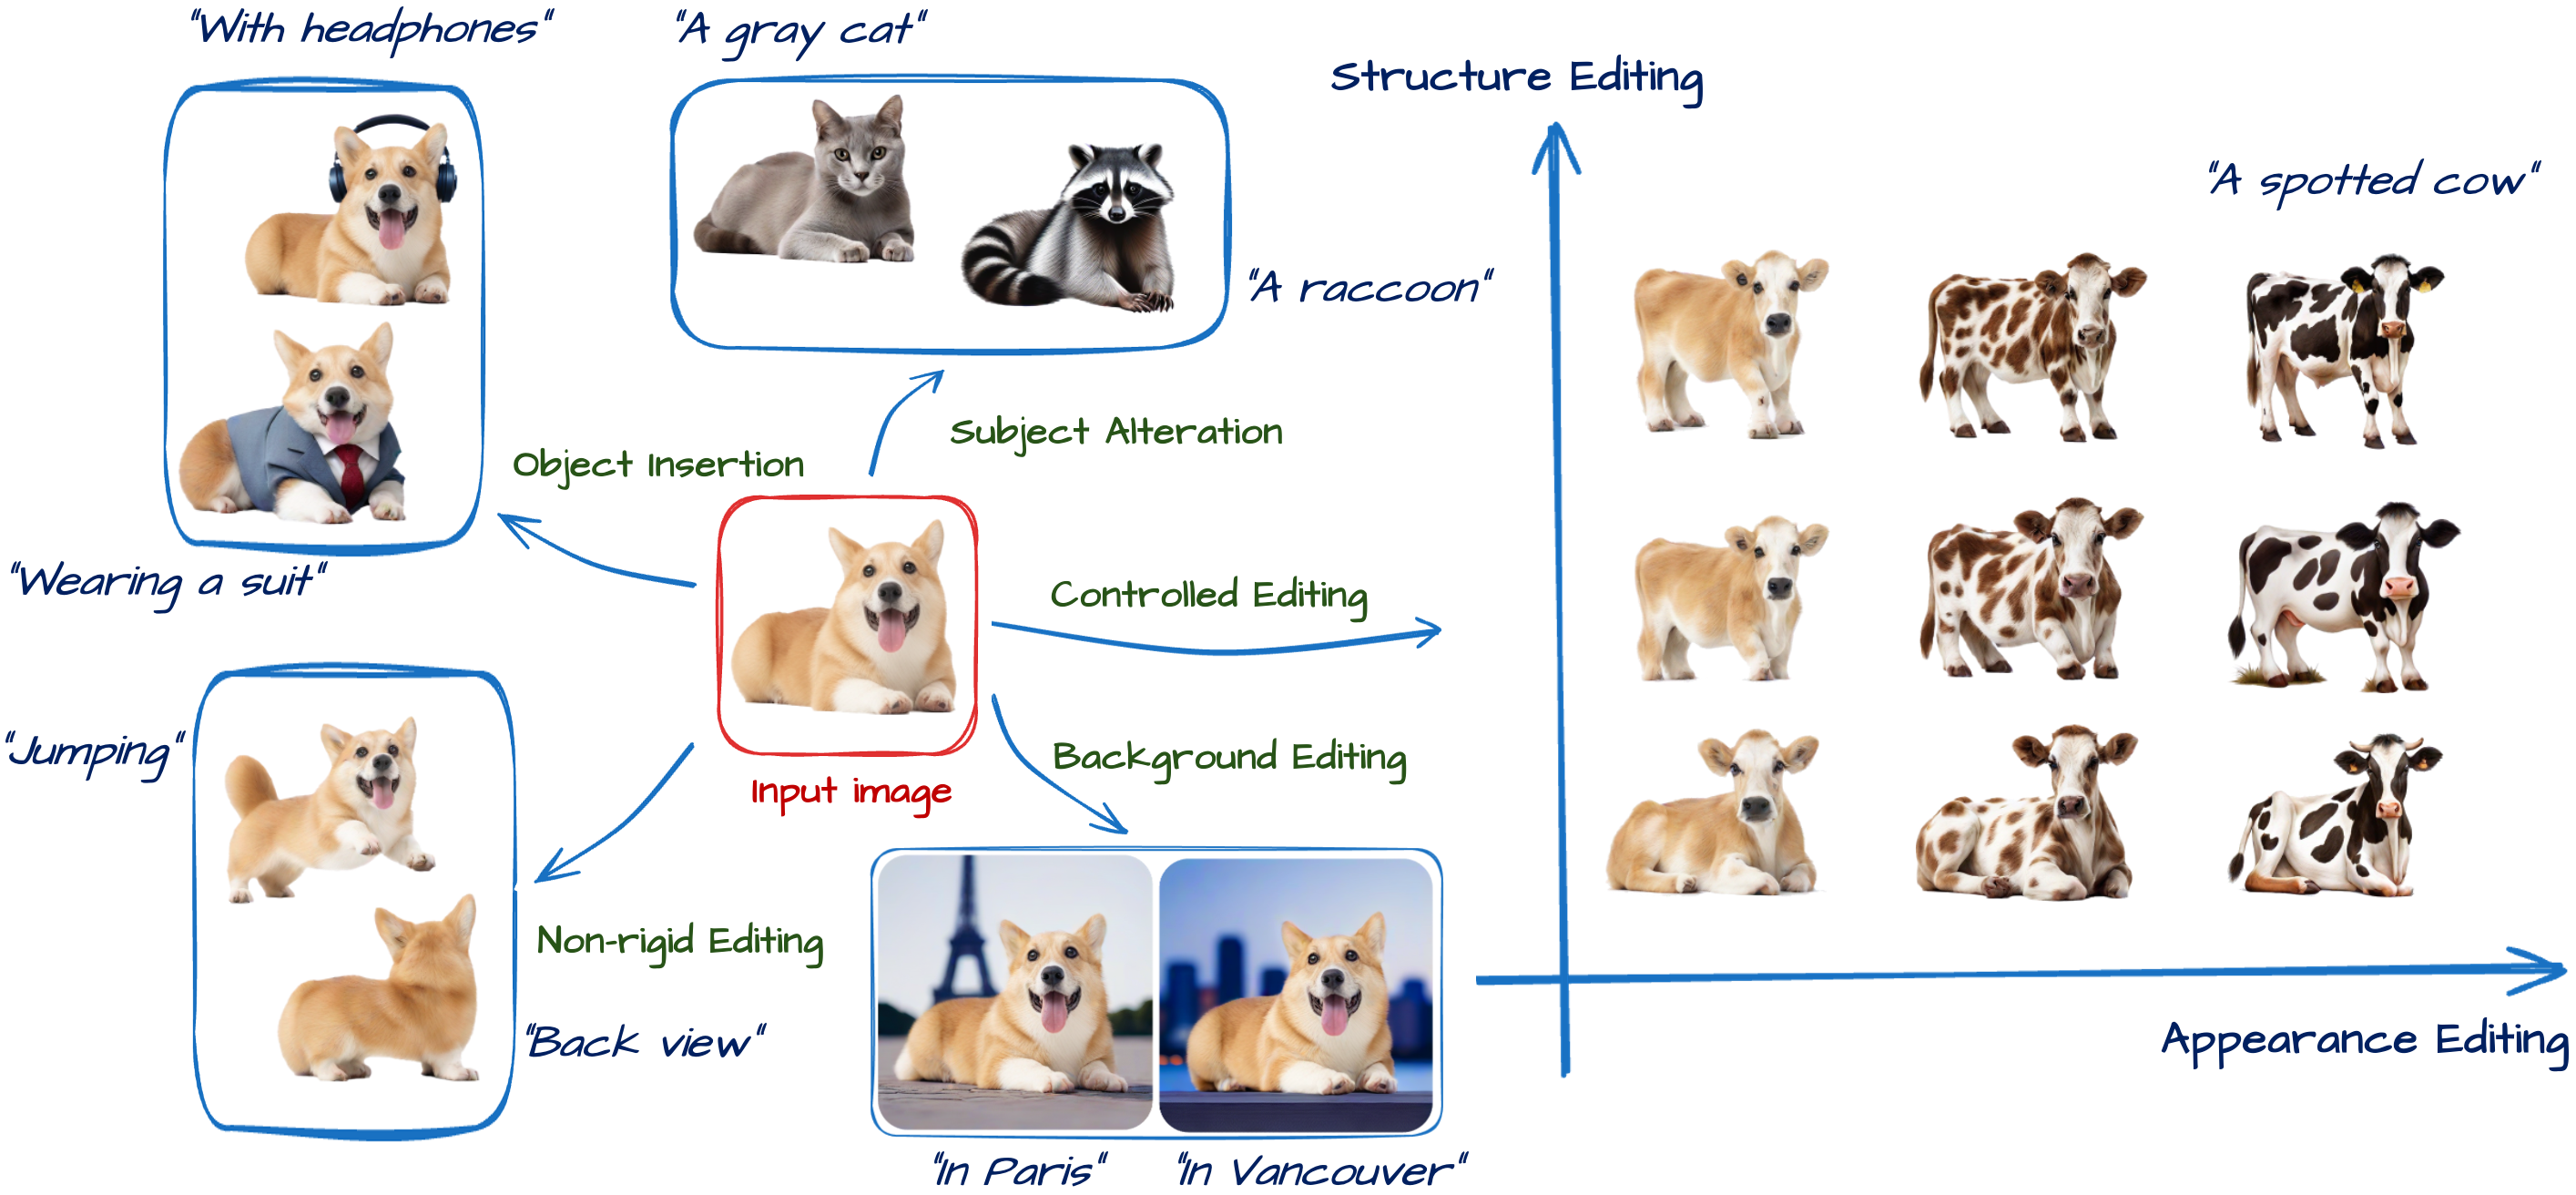 "With headphones"
"A gray cat"
Structure Editing
"A spotted cow"
"A raccoon"
Subject Alteration
Object Insertion
"Wearing a suit"
Controlled Editing
"Jumping"
Input image
Background Editing
Non-rigid Editing
"Back view"
Appearance Editing
"In Paris"
"In Vancouver"